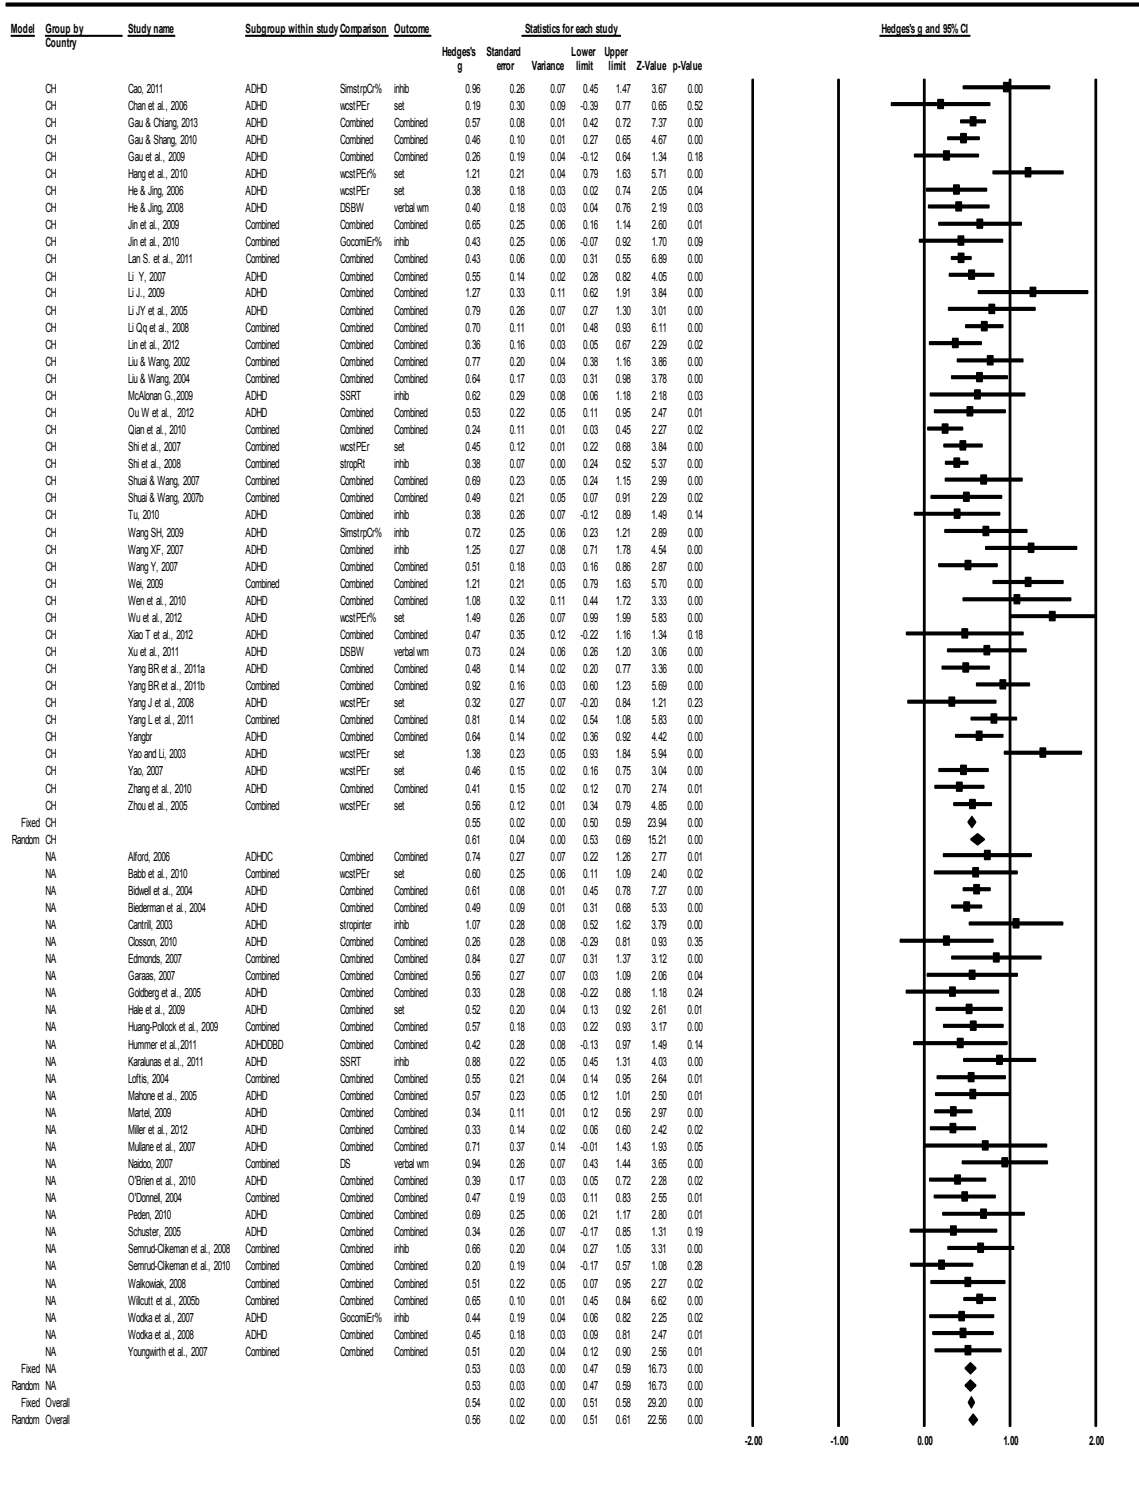 Model Group by Study name Subgroup within study Comparison Outcome Statistics for each study Hedges's g and 95% CI
Country
Hedges's Standard Lower Upper
g error Variance limit limit Z-Value p-Value
CH Cao, 2011 ADHD SimstrpCr% inhib 0.96 0.26 0.07 0.45 1.47 3.67 0.00
CH Chan et al., 2006 ADHD wcstPEr set 0.19 0.30 0.09 -0.39 0.77 0.65 0.52
CH Gau & Chiang, 2013 ADHD Combined Combined 0.57 0.08 0.01 0.42 0.72 7.37 0.00
CH Gau & Shang, 2010 ADHD Combined Combined 0.46 0.10 0.01 0.27 0.65 4.67 0.00
CH Gau et al., 2009 ADHD Combined Combined 0.26 0.19 0.04 -0.12 0.64 1.34 0.18
CH Hang et al., 2010 ADHD wcstPEr% set 1.21 0.21 0.04 0.79 1.63 5.71 0.00
CH He & Jing, 2006 ADHD wcstPEr set 0.38 0.18 0.03 0.02 0.74 2.05 0.04
CH He & Jing, 2008 ADHD DSBW verbal wm 0.40 0.18 0.03 0.04 0.76 2.19 0.03
CH Jin et al., 2009 Combined Combined Combined 0.65 0.25 0.06 0.16 1.14 2.60 0.01
CH Jin et al., 2010 Combined GocomiEr% inhib 0.43 0.25 0.06 -0.07 0.92 1.70 0.09
CH Lan S. et al., 2011 Combined Combined Combined 0.43 0.06 0.00 0.31 0.55 6.89 0.00
CH Li Y, 2007 ADHD Combined Combined 0.55 0.14 0.02 0.28 0.82 4.05 0.00
CH Li J., 2009 ADHD Combined Combined 1.27 0.33 0.11 0.62 1.91 3.84 0.00
CH Li JY et al., 2005 ADHD Combined Combined 0.79 0.26 0.07 0.27 1.30 3.01 0.00
CH Li Qq et al., 2008 Combined Combined Combined 0.70 0.11 0.01 0.48 0.93 6.11 0.00
CH Lin et al., 2012 Combined Combined Combined 0.36 0.16 0.03 0.05 0.67 2.29 0.02
CH Liu & Wang, 2002 Combined Combined Combined 0.77 0.20 0.04 0.38 1.16 3.86 0.00
CH Liu & Wang, 2004 Combined Combined Combined 0.64 0.17 0.03 0.31 0.98 3.78 0.00
CH McAlonan G.,2009 ADHD SSRT inhib 0.62 0.29 0.08 0.06 1.18 2.18 0.03
CH Ou W et al., 2012 ADHD Combined Combined 0.53 0.22 0.05 0.11 0.95 2.47 0.01
CH Qian et al., 2010 Combined Combined Combined 0.24 0.11 0.01 0.03 0.45 2.27 0.02
CH Shi et al., 2007 Combined wcstPEr set 0.45 0.12 0.01 0.22 0.68 3.84 0.00
CH Shi et al., 2008 Combined stropRt inhib 0.38 0.07 0.00 0.24 0.52 5.37 0.00
CH Shuai & Wang, 2007 Combined Combined Combined 0.69 0.23 0.05 0.24 1.15 2.99 0.00
CH Shuai & Wang, 2007b Combined Combined Combined 0.49 0.21 0.05 0.07 0.91 2.29 0.02
CH Tu, 2010 ADHD Combined inhib 0.38 0.26 0.07 -0.12 0.89 1.49 0.14
CH Wang SH, 2009 ADHD SimstrpCr% inhib 0.72 0.25 0.06 0.23 1.21 2.89 0.00
CH Wang XF, 2007 ADHD Combined inhib 1.25 0.27 0.08 0.71 1.78 4.54 0.00
CH Wang Y, 2007 ADHD Combined Combined 0.51 0.18 0.03 0.16 0.86 2.87 0.00
CH Wei, 2009 Combined Combined Combined 1.21 0.21 0.05 0.79 1.63 5.70 0.00
CH Wen et al., 2010 ADHD Combined Combined 1.08 0.32 0.11 0.44 1.72 3.33 0.00
CH Wu et al., 2012 ADHD wcstPEr% set 1.49 0.26 0.07 0.99 1.99 5.83 0.00
CH Xiao T et al., 2012 ADHD Combined Combined 0.47 0.35 0.12 -0.22 1.16 1.34 0.18
CH Xu et al., 2011 ADHD DSBW verbal wm 0.73 0.24 0.06 0.26 1.20 3.06 0.00
CH Yang BR et al., 2011a ADHD Combined Combined 0.48 0.14 0.02 0.20 0.77 3.36 0.00
CH Yang BR et al., 2011b Combined Combined Combined 0.92 0.16 0.03 0.60 1.23 5.69 0.00
CH Yang J et al., 2008 ADHD wcstPEr set 0.32 0.27 0.07 -0.20 0.84 1.21 0.23
CH Yang L et al., 2011 Combined Combined Combined 0.81 0.14 0.02 0.54 1.08 5.83 0.00
CH Yangbr ADHD Combined Combined 0.64 0.14 0.02 0.36 0.92 4.42 0.00
CH Yao and Li, 2003 ADHD wcstPEr set 1.38 0.23 0.05 0.93 1.84 5.94 0.00
CH Yao, 2007 ADHD wcstPEr set 0.46 0.15 0.02 0.16 0.75 3.04 0.00
CH Zhang et al., 2010 ADHD Combined Combined 0.41 0.15 0.02 0.12 0.70 2.74 0.01
CH Zhou et al., 2005 Combined wcstPEr set 0.56 0.12 0.01 0.34 0.79 4.85 0.00
Fixed CH 0.55 0.02 0.00 0.50 0.59 23.94 0.00
Random CH 0.61 0.04 0.00 0.53 0.69 15.21 0.00
NA Alford, 2006 ADHDC Combined Combined 0.74 0.27 0.07 0.22 1.26 2.77 0.01
NA Babb et al., 2010 Combined wcstPEr set 0.60 0.25 0.06 0.11 1.09 2.40 0.02
NA Bidwell et al., 2004 ADHD Combined Combined 0.61 0.08 0.01 0.45 0.78 7.27 0.00
NA Biederman et al., 2004 ADHD Combined Combined 0.49 0.09 0.01 0.31 0.68 5.33 0.00
NA Cantrill, 2003 ADHD stropinter inhib 1.07 0.28 0.08 0.52 1.62 3.79 0.00
NA Closson, 2010 ADHD Combined Combined 0.26 0.28 0.08 -0.29 0.81 0.93 0.35
NA Edmonds, 2007 Combined Combined Combined 0.84 0.27 0.07 0.31 1.37 3.12 0.00
NA Garaas, 2007 Combined Combined Combined 0.56 0.27 0.07 0.03 1.09 2.06 0.04
NA Goldberg et al., 2005 ADHD Combined Combined 0.33 0.28 0.08 -0.22 0.88 1.18 0.24
NA Hale et al., 2009 ADHD Combined set 0.52 0.20 0.04 0.13 0.92 2.61 0.01
NA Huang-Pollock et al., 2009 Combined Combined Combined 0.57 0.18 0.03 0.22 0.93 3.17 0.00
NA Hummer et al.,2011 ADHDDBD Combined Combined 0.42 0.28 0.08 -0.13 0.97 1.49 0.14
NA Karalunas et al., 2011 ADHD SSRT inhib 0.88 0.22 0.05 0.45 1.31 4.03 0.00
NA Loftis, 2004 Combined Combined Combined 0.55 0.21 0.04 0.14 0.95 2.64 0.01
NA Mahone et al., 2005 ADHD Combined Combined 0.57 0.23 0.05 0.12 1.01 2.50 0.01
NA Martel, 2009 ADHD Combined Combined 0.34 0.11 0.01 0.12 0.56 2.97 0.00
NA Miller et al., 2012 ADHD Combined Combined 0.33 0.14 0.02 0.06 0.60 2.42 0.02
NA Mullane et al., 2007 ADHD Combined Combined 0.71 0.37 0.14 -0.01 1.43 1.93 0.05
NA Naidoo, 2007 Combined DS verbal wm 0.94 0.26 0.07 0.43 1.44 3.65 0.00
NA O'Brien et al., 2010 ADHD Combined Combined 0.39 0.17 0.03 0.05 0.72 2.28 0.02
NA O'Donnell, 2004 Combined Combined Combined 0.47 0.19 0.03 0.11 0.83 2.55 0.01
NA Peden, 2010 ADHD Combined Combined 0.69 0.25 0.06 0.21 1.17 2.80 0.01
NA Schuster, 2005 ADHD Combined Combined 0.34 0.26 0.07 -0.17 0.85 1.31 0.19
NA Semrud-Clikeman et al., 2008 Combined Combined inhib 0.66 0.20 0.04 0.27 1.05 3.31 0.00
NA Semrud-Clikeman et al., 2010 Combined Combined Combined 0.20 0.19 0.04 -0.17 0.57 1.08 0.28
NA Walkowiak, 2008 Combined Combined Combined 0.51 0.22 0.05 0.07 0.95 2.27 0.02
NA Willcutt et al., 2005b Combined Combined Combined 0.65 0.10 0.01 0.45 0.84 6.62 0.00
NA Wodka et al., 2007 ADHD GocomiEr% inhib 0.44 0.19 0.04 0.06 0.82 2.25 0.02
NA Wodka et al., 2008 ADHD Combined Combined 0.45 0.18 0.03 0.09 0.81 2.47 0.01
NA Youngwirth et al., 2007 Combined Combined Combined 0.51 0.20 0.04 0.12 0.90 2.56 0.01
Fixed NA 0.53 0.03 0.00 0.47 0.59 16.73 0.00
Random NA 0.53 0.03 0.00 0.47 0.59 16.73 0.00
Fixed Overall 0.54 0.02 0.00 0.51 0.58 29.20 0.00
Random Overall 0.56 0.02 0.00 0.51 0.61 22.56 0.00
-2.00 -1.00 0.00 1.00 2.00